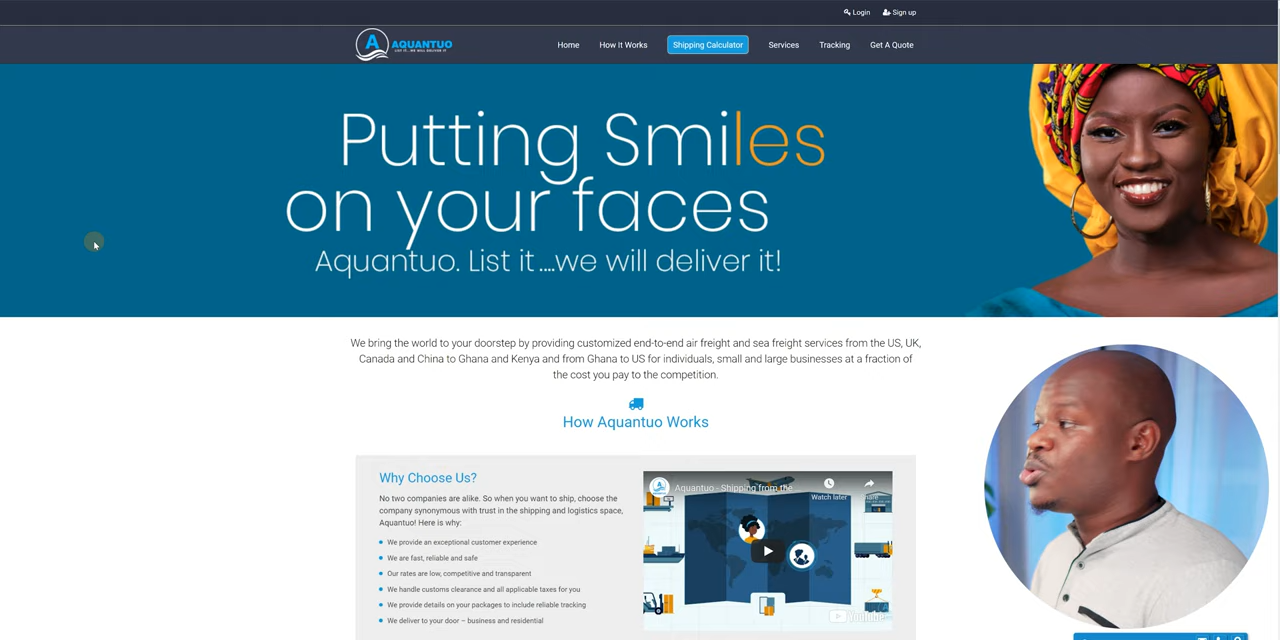 Login
Sign up
A
AQUANTUO
LIST IT...WE WILL DELIVER IT
Home
How It Works
Shipping Calculator
Services
Tracking
Get A Quote
Putting Smiles
on your faces
Aquantuo. List it....we will deliver it!
We bring the world to your doorstep by providing customized end-to-end air freight and sea freight services from the US, UK,
Canada and China to Ghana and Kenya and from Ghana to US for individuals, small and large businesses at a fraction of
the cost you pay to the competition.
How Aquantuo Works
Why Choose Us?
No two companies are alike. So when you want to ship, choose the
company synonymous with trust in the shipping and logistics space,
Aquantuo! Here is why:
We provide an exceptional customer experience
We are fast, reliable and safe
Our rates are low, competitive and transparent
We handle customs clearance and all applicable taxes for you
We provide details on your packages to include reliable tracking
We deliver to your door – business and residential
Aquantuo - Shipping from the
Watch later
Share
YouTube